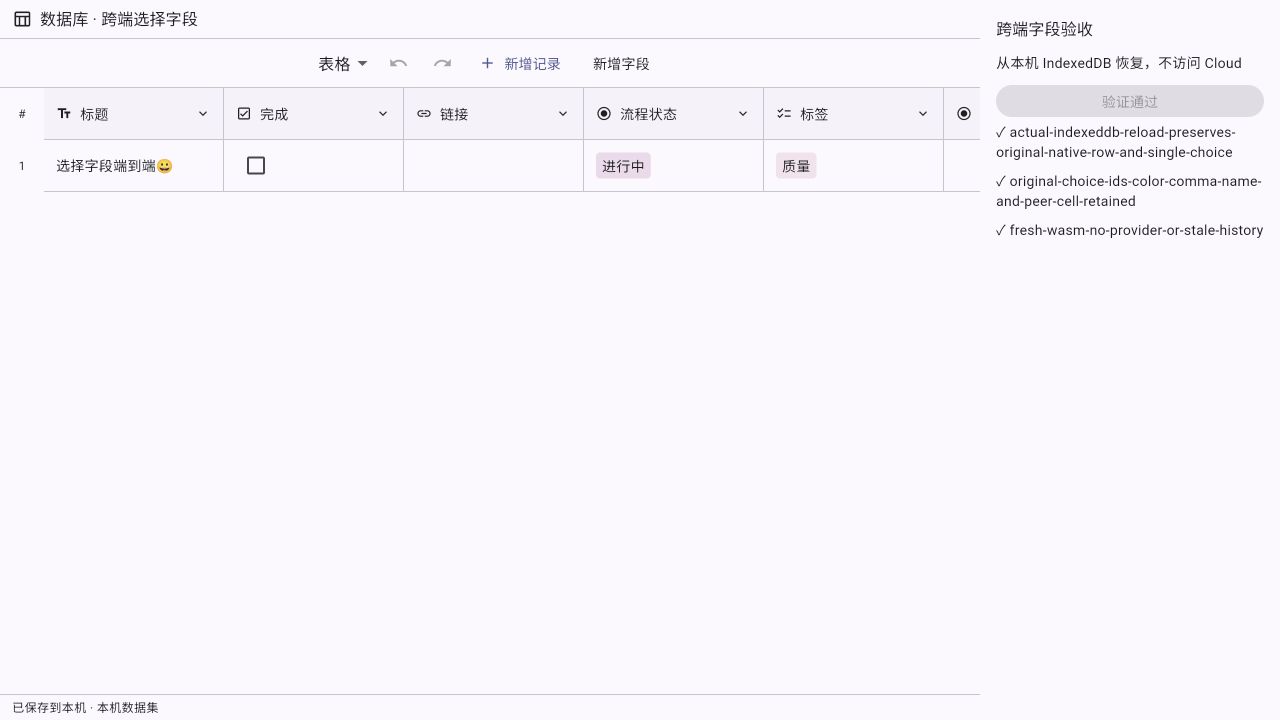 数据库 · 跨端选择字段
表格
新增记录
新增字段
# 标题 完成 链接 流程状态 标签
1 选择字段端到端😀 进行中 质量
已保存到本机 · 本机数据集
跨端字段验收
从本机 IndexedDB 恢复，不访问 Cloud
验证通过
✓ actual-indexeddb-reload-preserves-
original-native-row-and-single-choice
✓ original-choice-ids-color-comma-name-
and-peer-cell-retained
✓ fresh-wasm-no-provider-or-stale-history